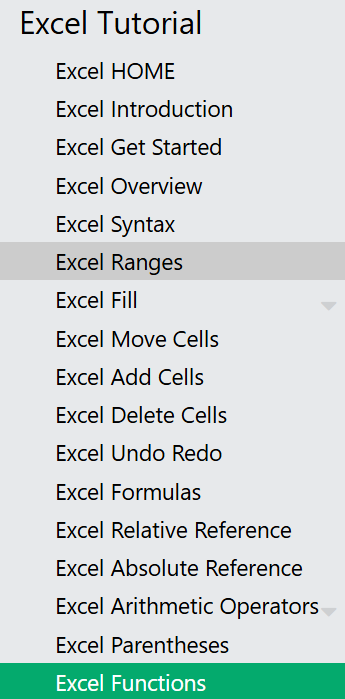 Excel Tutorial
Excel HOME
Excel Introduction
Excel Get Started
Excel Overview
Excel Syntax
Excel Ranges
Excel Fill
Excel Move Cells
Excel Add Cells
Excel Delete Cells
Excel Undo Redo
Excel Formulas
Excel Relative Reference
Excel Absolute Reference
Excel Arithmetic Operators
Excel Parentheses
Excel Functions